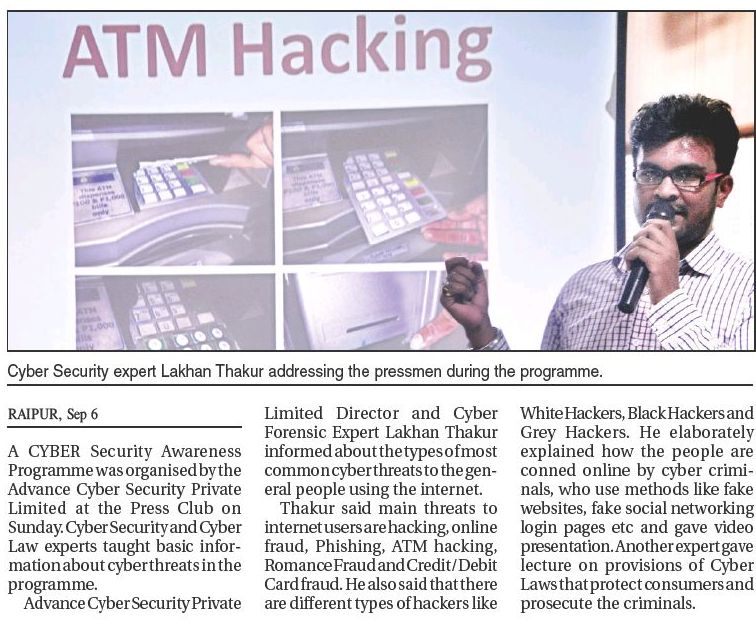 ATM Hacking
This ATM
dispenses
P100 & P1,000
bills
only
Cyber Security expert Lakhan Thakur addressing the pressmen during the programme.
RAIPUR, Sep 6
A CYBER Security Awareness
Programme was organised by the
Advance Cyber Security Private
Limited at the Press Club on
Sunday. Cyber Security and Cyber
Law experts taught basic infor-
mation about cyber threats in the
programme.
Advance Cyber Security Private
Limited Director and Cyber
Forensic Expert Lakhan Thakur
informed about the types of most
common cyber threats to the gen-
eral people using the internet.
Thakur said main threats to
internet users are hacking, online
fraud, Phishing, ATM hacking,
Romance Fraud and Credit/ Debit
Card fraud. He also said that there
are different types of hackers like
White Hackers, Black Hackers and
Grey Hackers. He elaborately
explained how the people are
conned online by cyber crimi-
nals, who use methods like fake
websites, fake social networking
login pages etc and gave video
presentation. Another expert gave
lecture on provisions of Cyber
Laws that protect consumers and
prosecute the criminals.